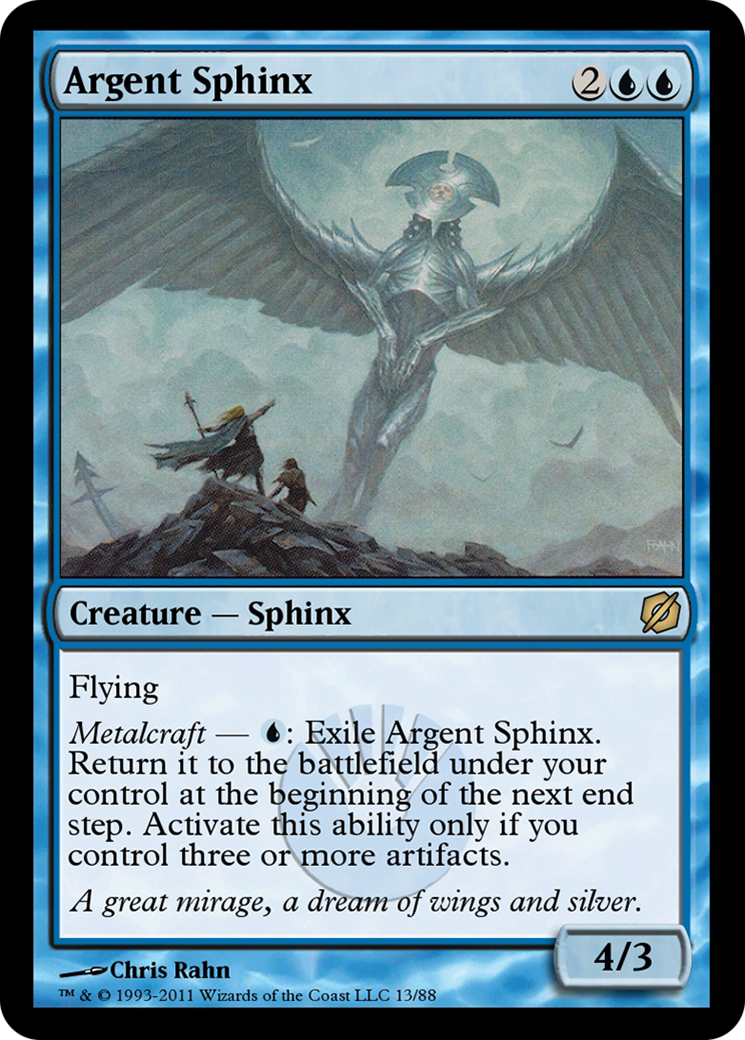 Argent Sphinx
2
RAHN
Creature — Sphinx
Flying
Metalcraft — : Exile Argent Sphinx.
Return it to the battlefield under your
control at the beginning of the next end
step. Activate this ability only if you
control three or more artifacts.
A great mirage, a dream of wings and silver.
4/3
Chris Rahn
™ & © 1993-2011 Wizards of the Coast LLC 13/88